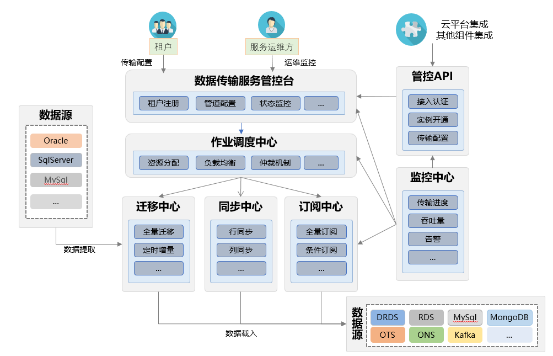 租户
服务运维方
云平台集成
其他组件集成
传输配置
运维监控
数据传输服务管控台
租户注册
管道配置
状态监控
...
管控API
接入认证
实例开通
传输配置
数据源
Oracle
SqlServer
MySql
...
作业调度中心
资源分配
负载均衡
仲裁机制
...
监控中心
传输进度
吞吐量
告警
...
迁移中心
全量迁移
定时增量
...
同步中心
行同步
列同步
...
订阅中心
全量订阅
条件订阅
...
数据提取
数据载入
数据源
DRDS
RDS
MySql
MongoDB
OTS
ONS
Kafka
...